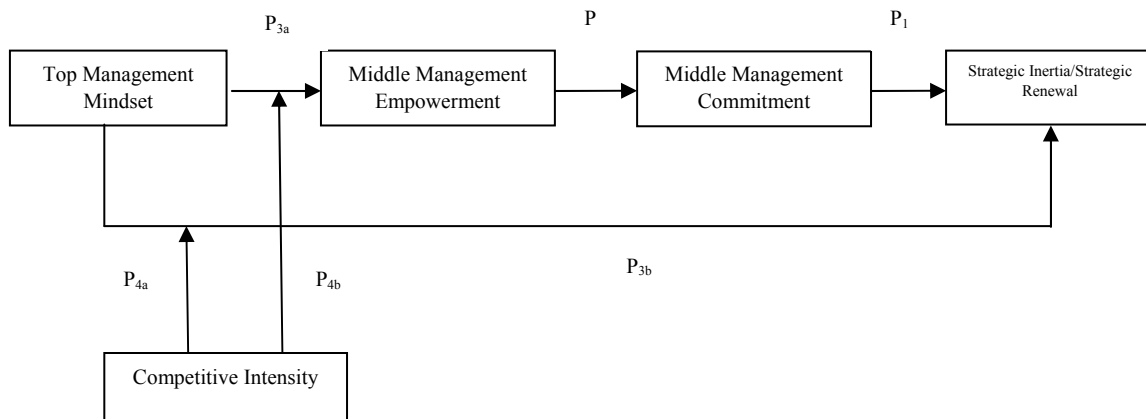 P3a
P
P1
Top Management
Mindset
Middle Management
Empowerment
Middle Management
Commitment
Strategic Inertia/Strategic
Renewal
P4a
P4b
P3b
Competitive Intensity